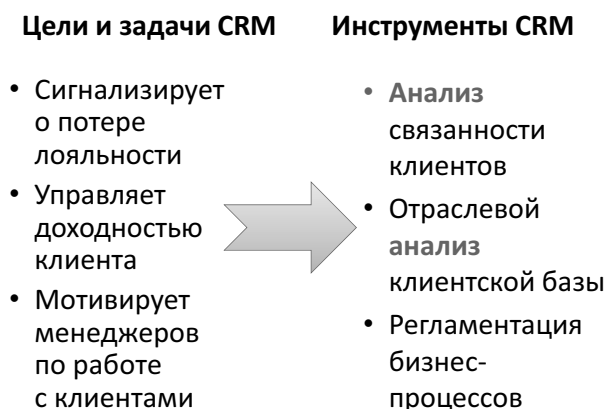 Цели и задачи CRM
• Сигнализирует
о потере
лояльности
• Управляет
доходностью
клиента
• Мотивирует
менеджеров
по работе
с клиентами
Инструменты CRM
• Анализ
связанности
клиентов
• Отраслевой
анализ
клиентской базы
• Регламентация
бизнес-
процессов